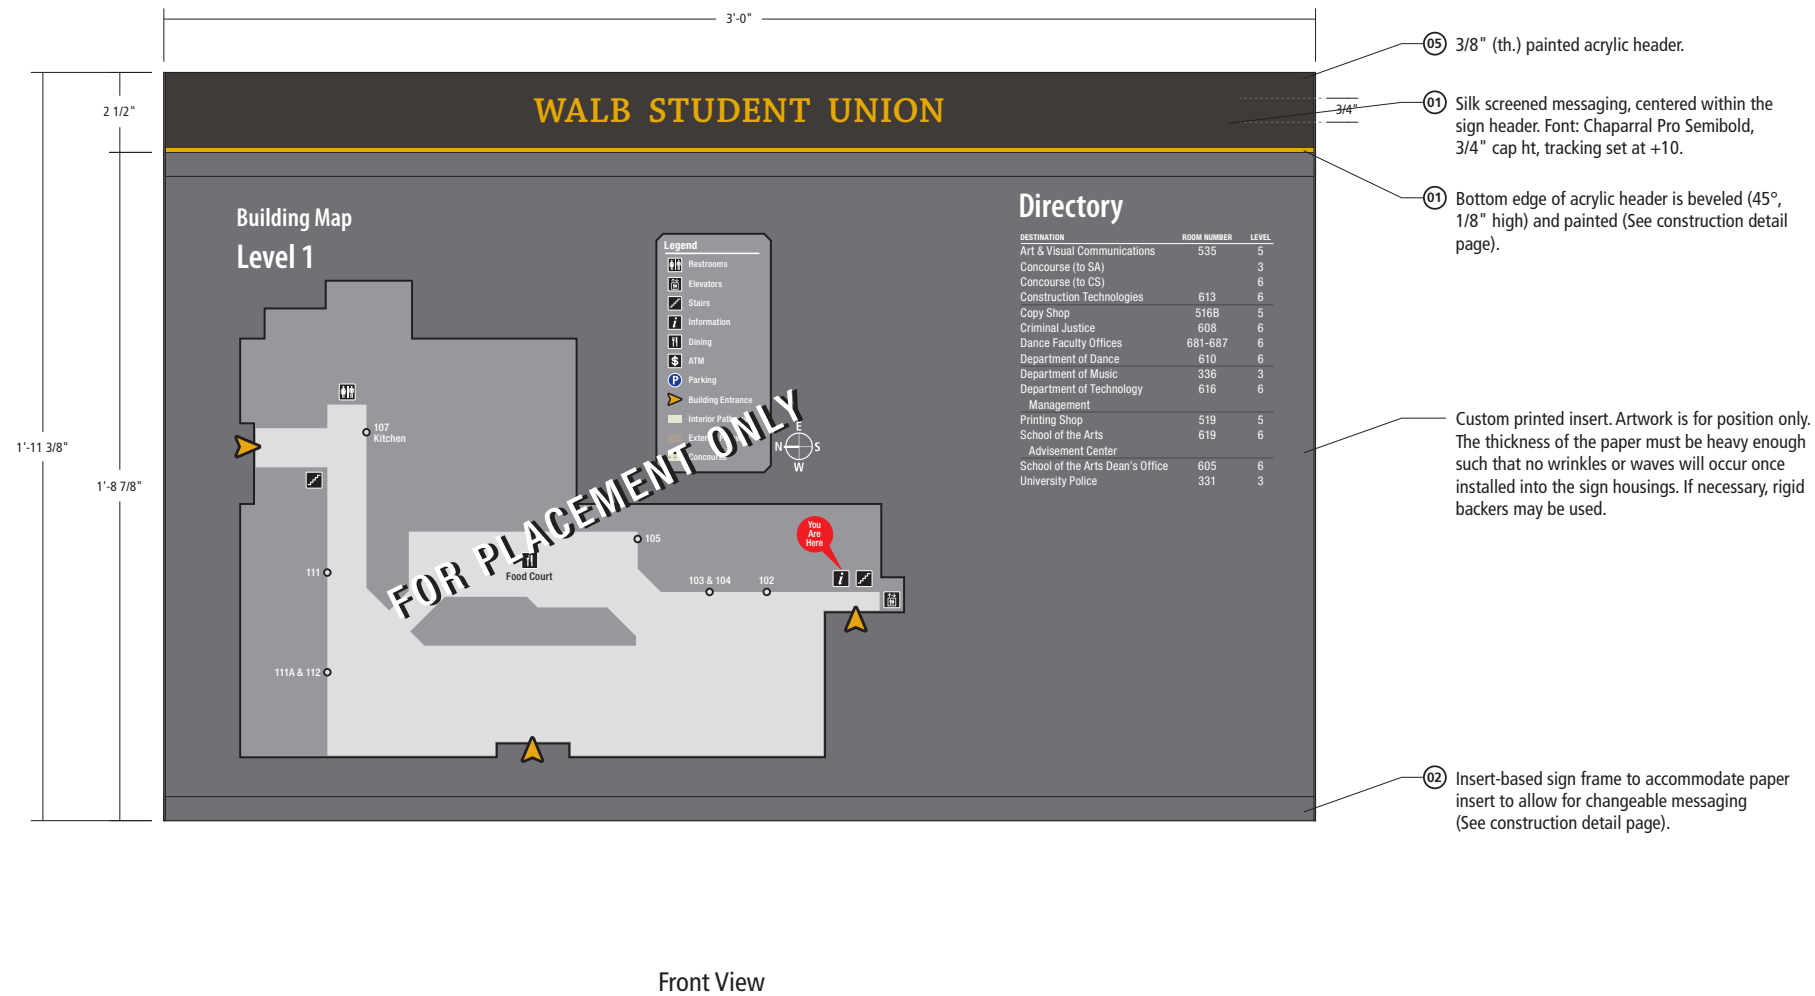 3'-0"
05 3/8" (th.) painted acrylic header.
2 1/2"
WALB STUDENT UNION
3/4"
01 Silk screened messaging, centered within the
sign header. Font: Chaparral Pro Semibold,
3/4" cap ht, tracking set at +10.
01 Bottom edge of acrylic header is beveled (45°,
1/8" high) and painted (See construction detail
page).
1'-11 3/8"
1'-8 7/8"
Building Map
Level 1
Legend
Restrooms
Elevators
Stairs
i Information
Dining
$ ATM
P Parking
Building Entrance
Interior
Concourse
E
N S
W
FOR PLACEMENT ONLY
107
Kitchen
105
You
Are
Here
i
Food Court
103 & 104
102
111
111A & 112
Directory
DESTINATION ROOM NUMBER LEVEL
Art & Visual Communications 535 5
Concourse (to SA) 3
Concourse (to CS) 6
Construction Technologies 613 6
Copy Shop 516B 5
Criminal Justice 608 6
Dance Faculty Offices 681-687 6
Department of Dance 610 6
Department of Music 336 3
Department of Technology 616 6
Management
Printing Shop 519 5
School of the Arts 619 6
Advisement Center
School of the Arts Dean's Office 605 6
University Police 331 3
Custom printed insert. Artwork is for position only.
The thickness of the paper must be heavy enough
such that no wrinkles or waves will occur once
installed into the sign housings. If necessary, rigid
backers may be used.
02 Insert-based sign frame to accommodate paper
insert to allow for changeable messaging
(See construction detail page).
Front View